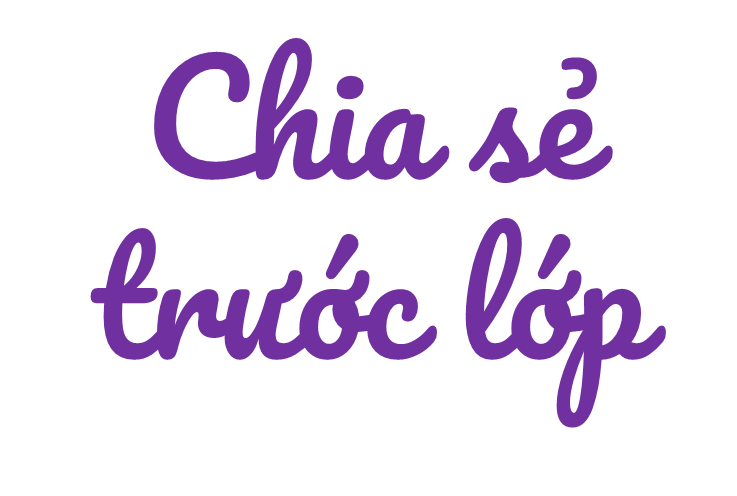 Chia sẻ
trước lớp